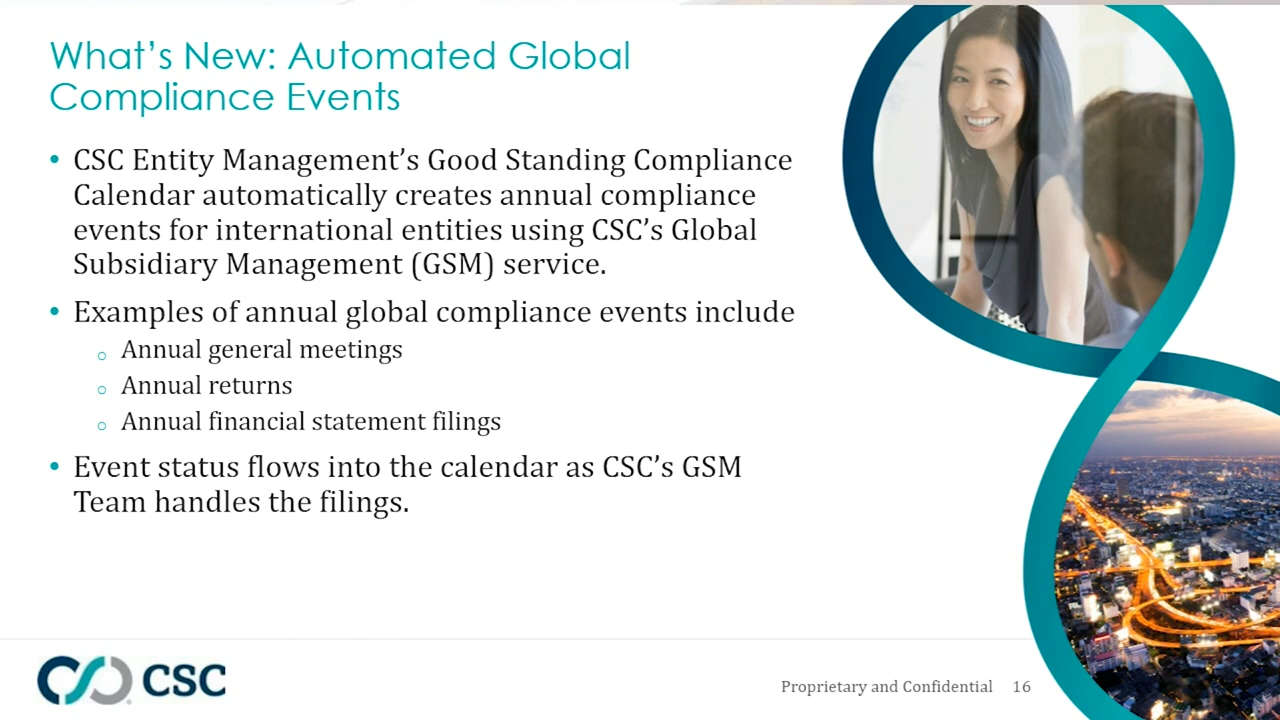 What’s New: Automated Global
Compliance Events
• CSC Entity Management’s Good Standing Compliance
Calendar automatically creates annual compliance
events for international entities using CSC’s Global
Subsidiary Management (GSM) service.
• Examples of annual global compliance events include
o Annual general meetings
o Annual returns
o Annual financial statement filings
• Event status flows into the calendar as CSC’s GSM
Team handles the filings.
CSC
Proprietary and Confidential 16